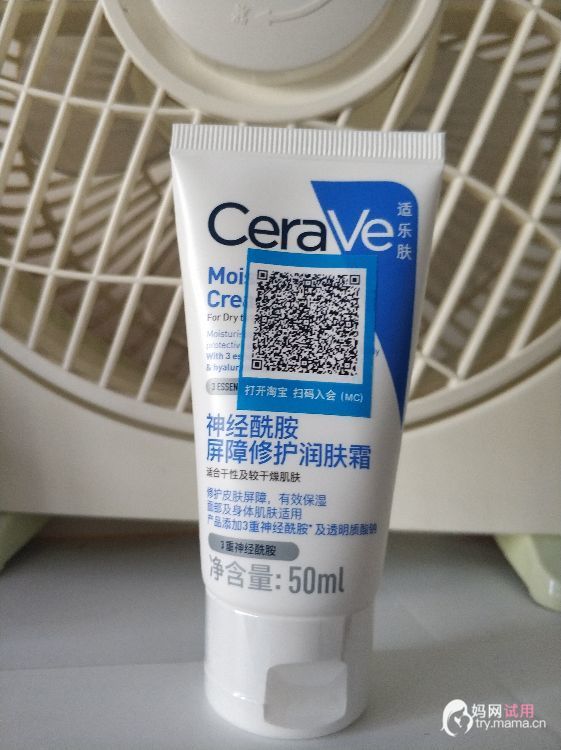 CeraVe
适乐肤
Mois
Crea
For Dry t
Moisturis
protective
With 3 es
& hyalur
3 ESSEN
打开淘宝 扫码入会 (MC)
神经酰胺
屏障修护润肤霜
适合干性及较干燥肌肤
修护皮肤屏障，有效保湿
面部及身体肌肤适用
产品添加3重神经酰胺*及透明质酸钠
3重神经酰胺
净含量: 50ml
妈网试用
try.mama.cn